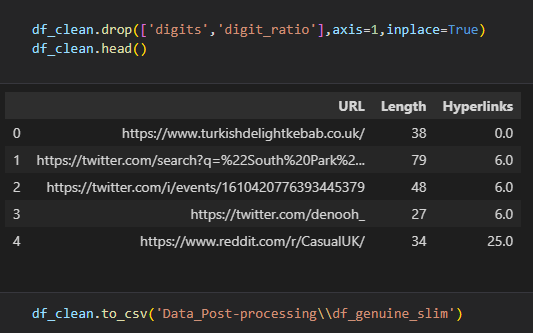 df_clean.drop(['digits','digit_ratio'],axis=1,inplace=True)
df_clean.head()
URL Length Hyperlinks
0 https://www.turkishdelightkebab.co.uk/ 38 0.0
1 https://twitter.com/search?q=%22South%20Park%2... 79 6.0
2 https://twitter.com/i/events/1610420776393445379 48 6.0
3 https://twitter.com/denooh_ 27 6.0
4 https://www.reddit.com/r/CasualUK/ 34 25.0
df_clean.to_csv('Data_Post-processing\\df_genuine_slim')